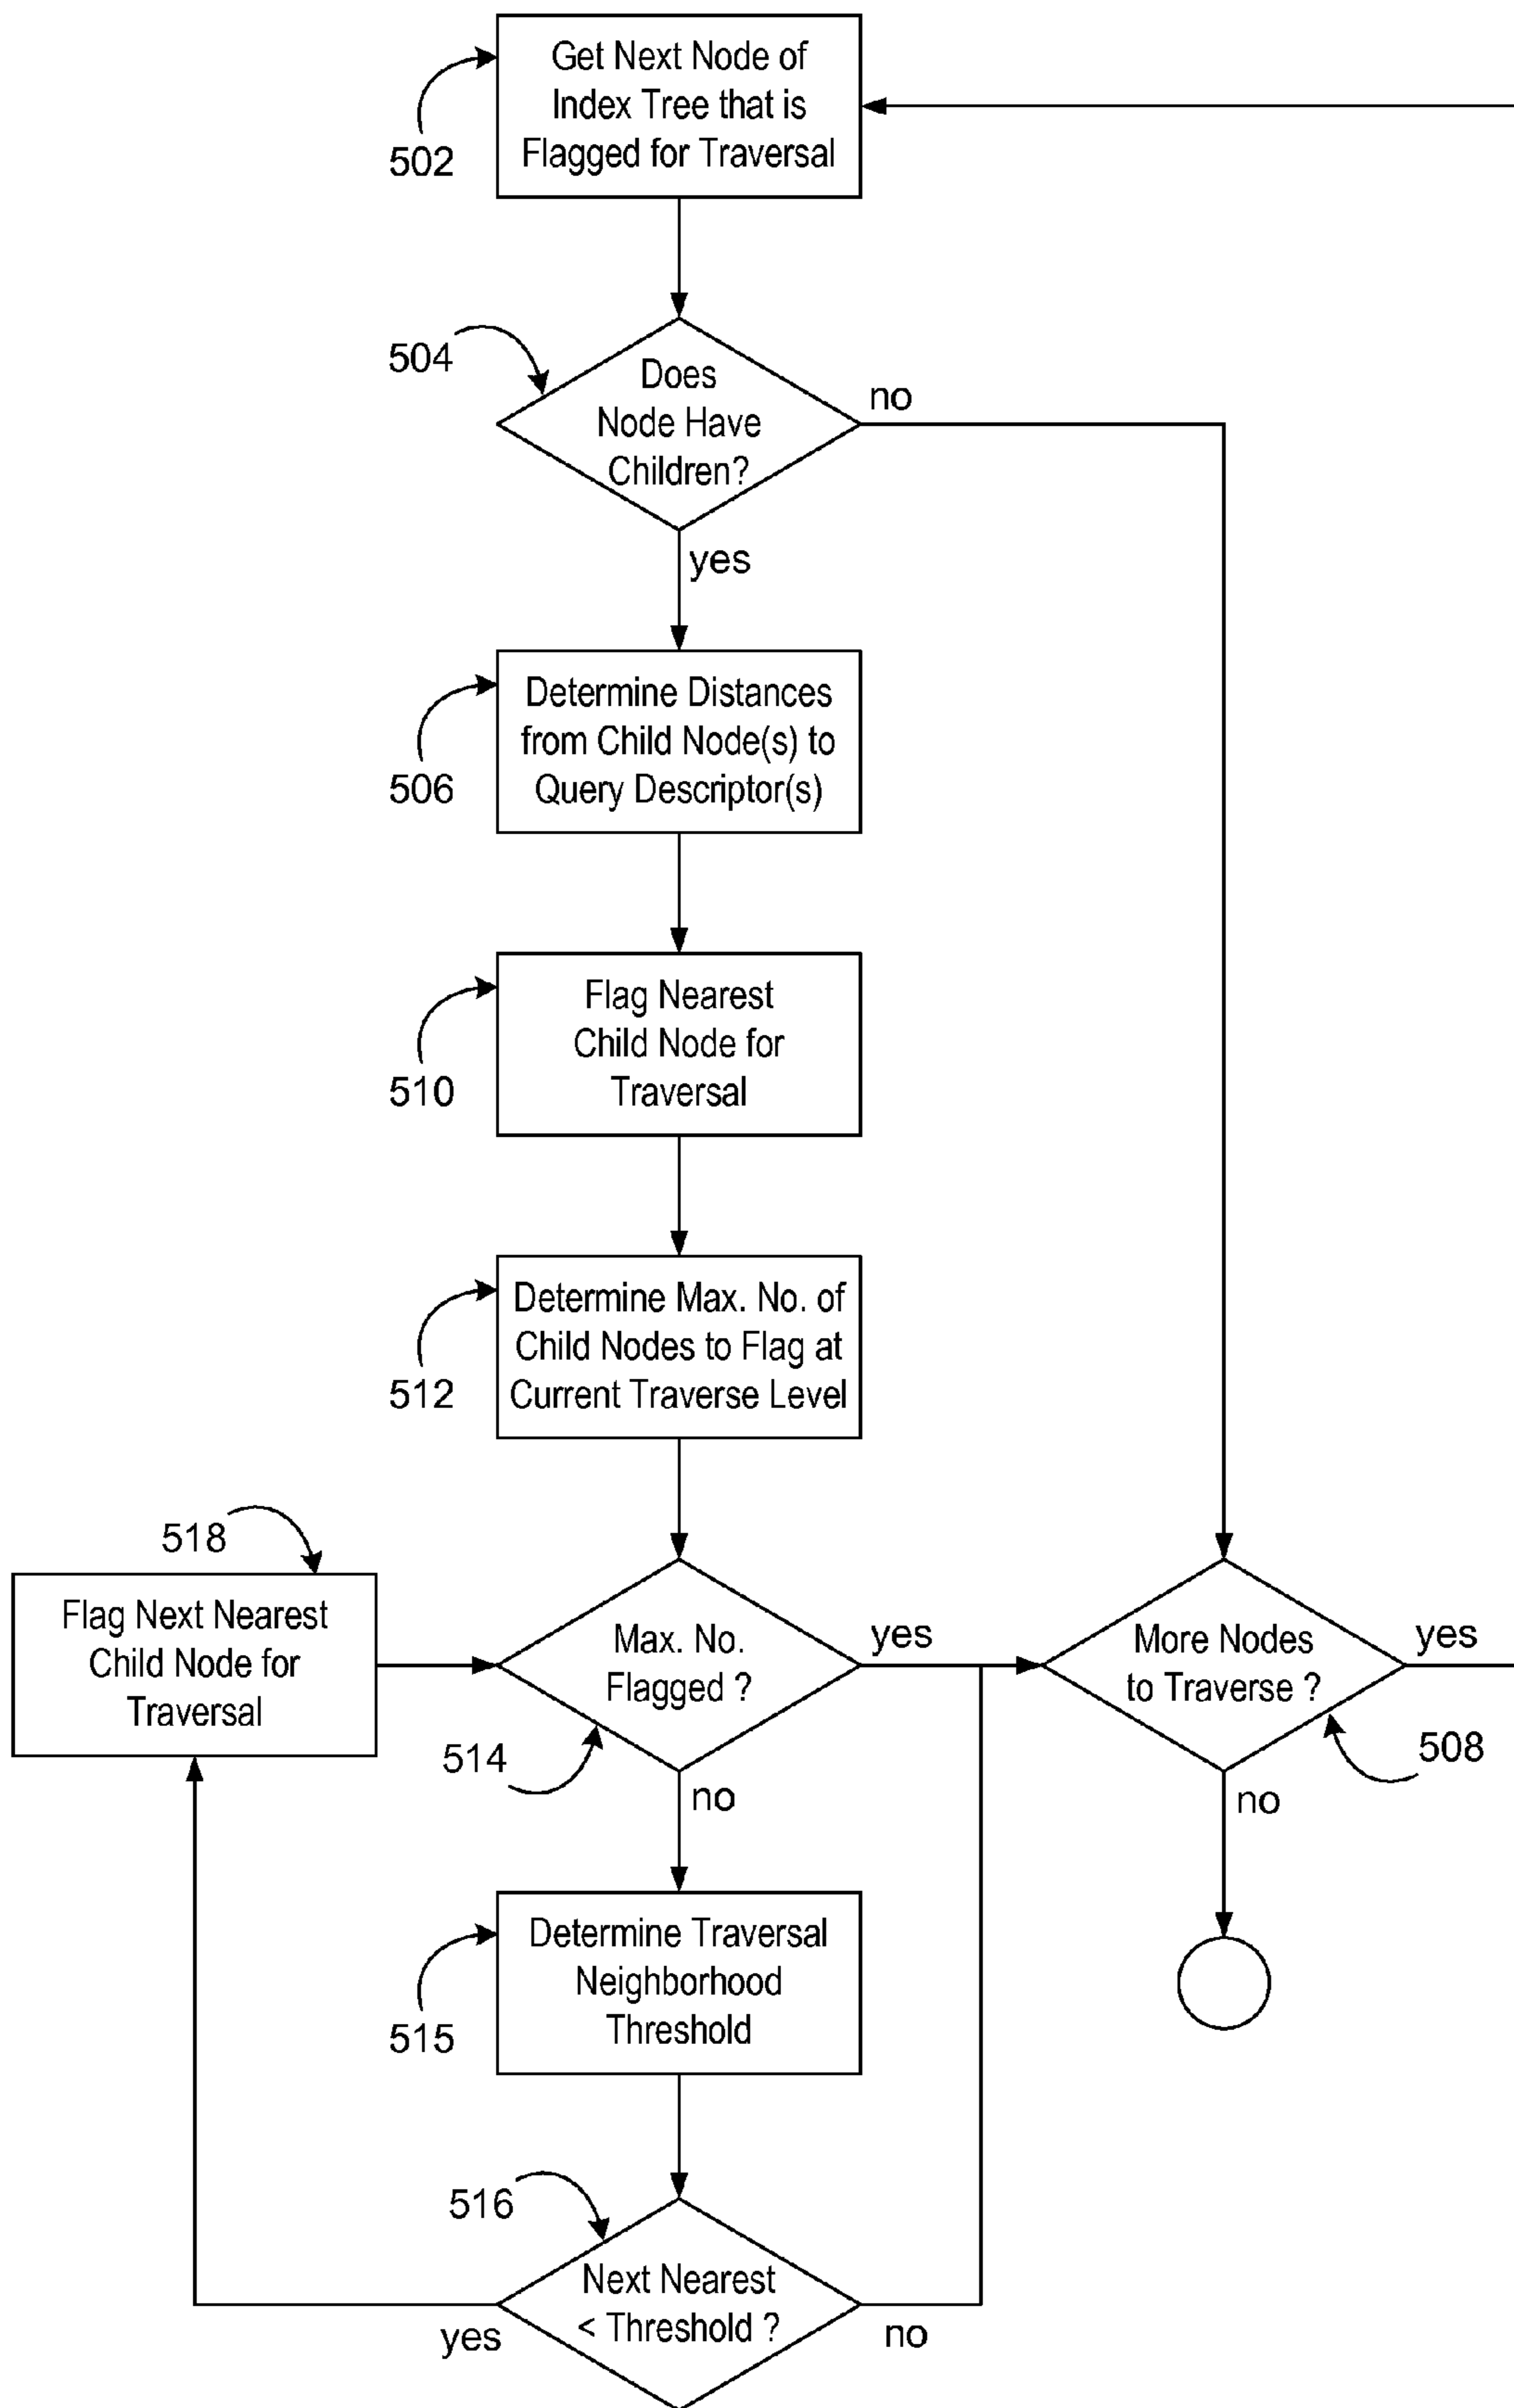 Get Next Node of
Index Tree that is
Flagged for Traversal
502
504
Does
Node Have
Children?
no
yes
Determine Distances
from Child Node(s) to
Query Descriptor(s)
506
Flag Nearest
Child Node for
Traversal
510
Determine Max. No. of
Child Nodes to Flag at
Current Traverse Level
512
518
Flag Next Nearest
Child Node for
Traversal
Max. No.
Flagged ?
yes
514
no
More Nodes
to Traverse ?
yes
508
no
Determine Traversal
Neighborhood
Threshold
515
516
Next Nearest
< Threshold ?
yes
no